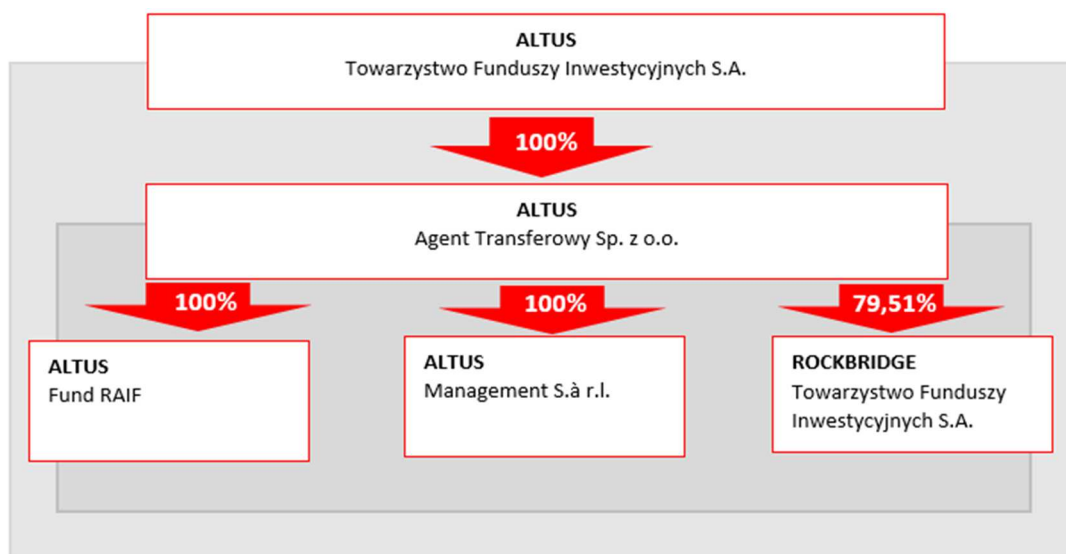 ALTUS
Towarzystwo Funduszy Inwestycyjnych S.A.
100%
ALTUS
Agent Transferowy Sp. z o.o.
100%
100%
79,51%
ALTUS
Fund RAIF
ALTUS
Management S.à r.l.
ROCKBRIDGE
Towarzystwo Funduszy
Inwestycyjnych S.A.